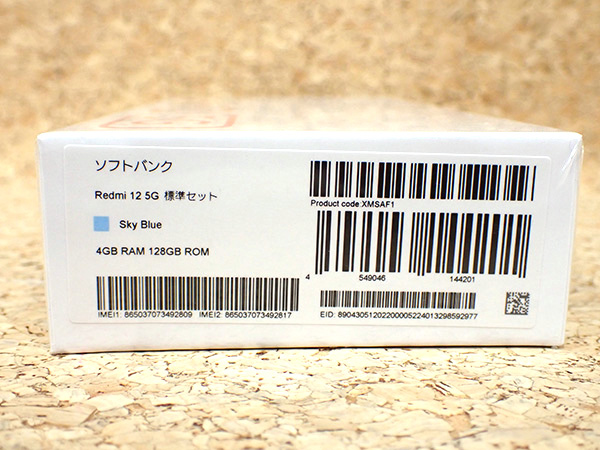 ソフトバンク
Redmi 12 5G 標準セット
Sky Blue
4GB RAM 128GB ROM
IMEI1: 865037073492809 IMEI2: 865037073492817
Product code:XMSAF1
4 549046 144201
EID: 89043051202200005224013298592977